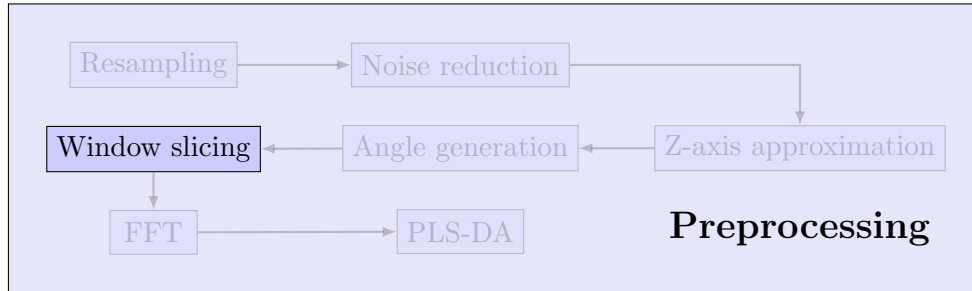 Resampling
Noise reduction
Window slicing
Angle generation
Z-axis approximation
FFT
PLS-DA
Preprocessing